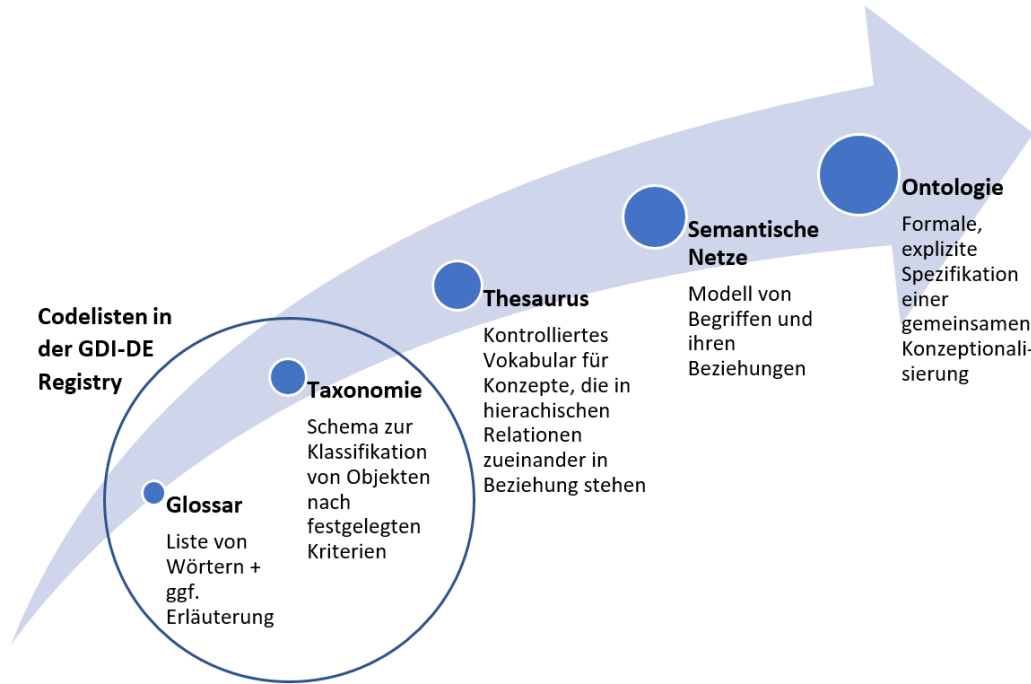 Codelisten in
der GDI-DE
Registry
Glossar
Liste von
Wörtern +
ggf.
Erläuterung
Taxonomie
Schema zur
Klassifikation
von Objekten
nach
festgelegten
Kriterien
Thesaurus
Kontrolliertes
Vokabular für
Konzepte, die in
hierachischen
Relationen
zueinander in
Beziehung stehen
Semantische
Netze
Modell von
Begriffen und
ihren
Beziehungen
Ontologie
Formale,
explizite
Spezifikation
einer
gemeinsamen
Konzeptionali-
sierung